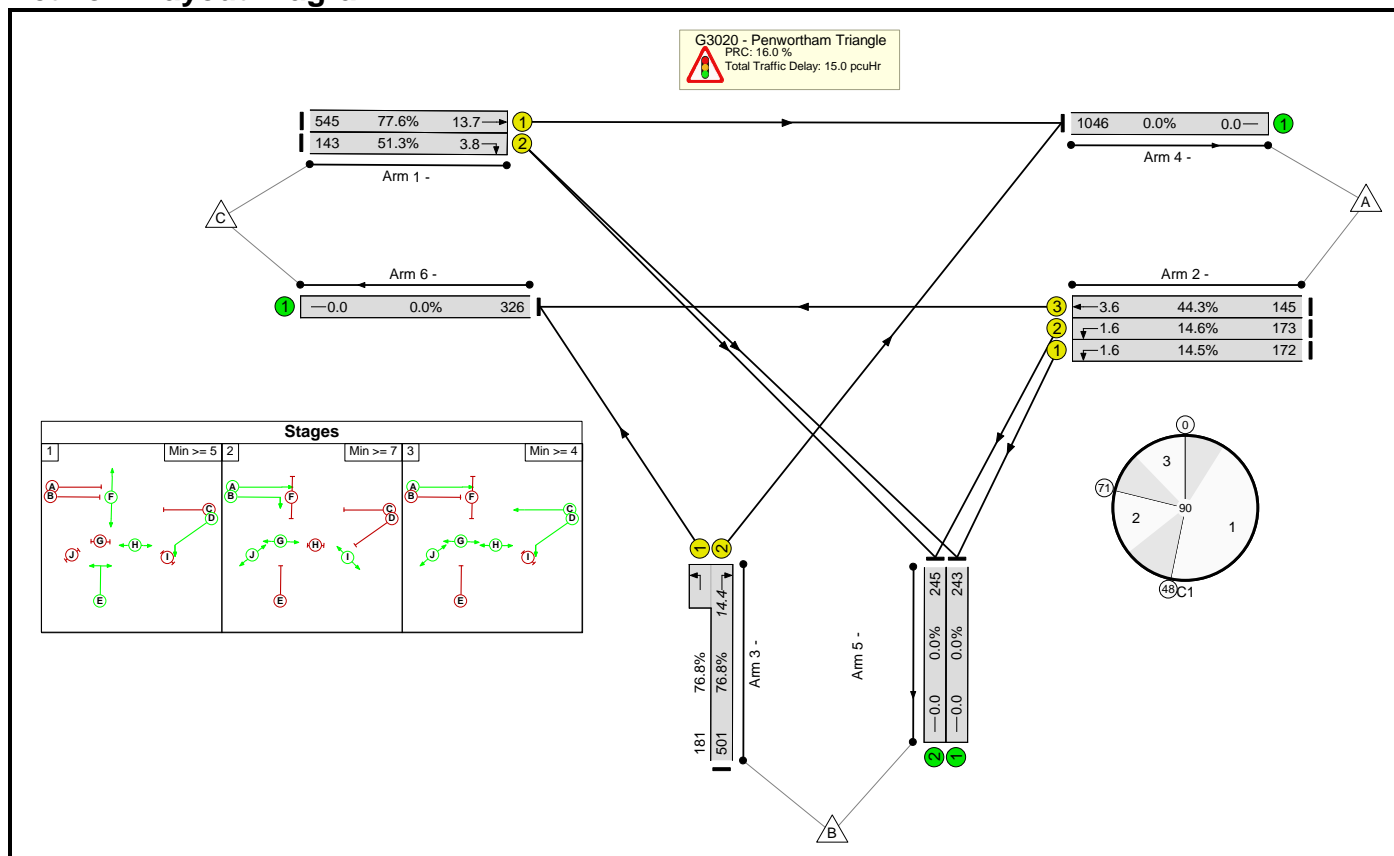 G3020 - Penwortham Triangle
PRC: 16.0 %
Total Traffic Delay: 15.0 pcuHr
545 77.6% 13.7 1
143 51.3% 3.8 2
Arm 1 -
1046 0.0% 0.0 1
Arm 4 -
C
A
Arm 6 -
1 0.0 0.0% 326
Arm 2 -
3 3.6 44.3% 145
2 1.6 14.6% 173
1 1.6 14.5% 172
Stages
1 Min >= 5
A
B
F
C
D
G
H
J
I
E
2 Min >= 7
A
B
F
C
D
G
H
J
I
E
3 Min >= 4
A
B
F
C
D
G
H
J
I
E
0
3
71
90
2
1
48
C1
1 2
14.4
76.8% 76.8%
181 501
Arm 3 -
Arm 5 -
245 243
0.0% 0.0%
0.0 0.0
2 1
B